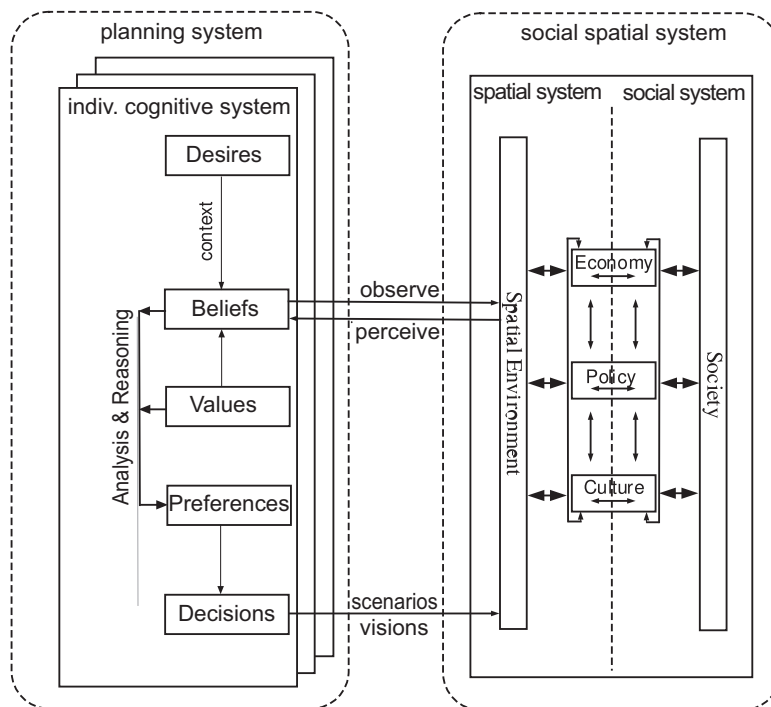 planning system
indiv. cognitive system
Desires
context
Beliefs
Analysis & Reasoning
Values
Preferences
Decisions
observe
perceive
scenarios
visions
social spatial system
spatial system
social system
Spatial Environment
Economy
Policy
Culture
Society